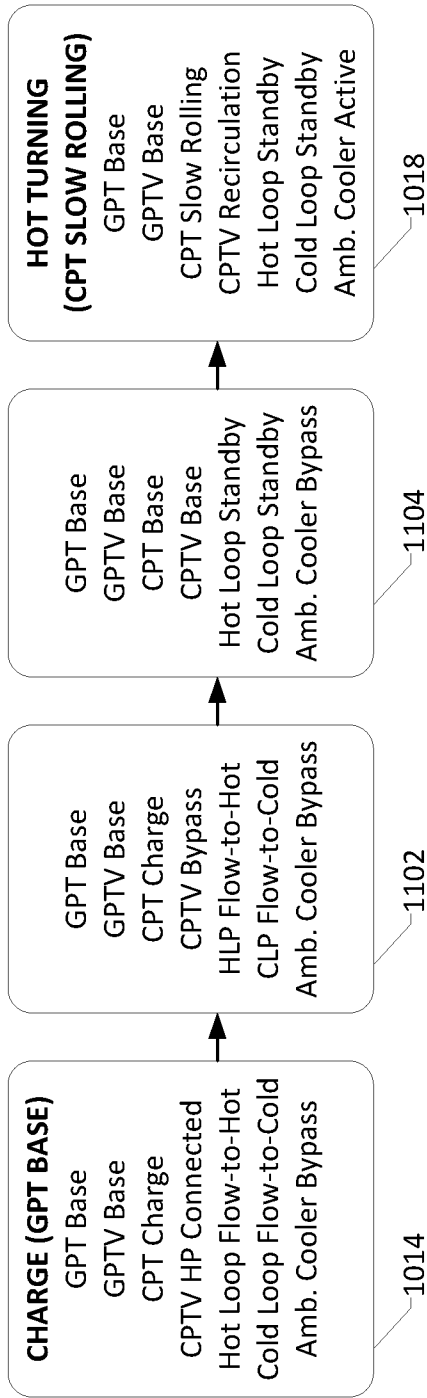 CHARGE (GPT BASE)
GPT Base
GPTV Base
CPT Charge
CPTV HP Connected
Hot Loop Flow-to-Hot
Cold Loop Flow-to-Cold
Amb. Cooler Bypass
1014
GPT Base
GPTV Base
CPT Charge
CPTV Bypass
HLP Flow-to-Hot
CLP Flow-to-Cold
Amb. Cooler Bypass
1102
GPT Base
GPTV Base
CPT Base
CPTV Base
Hot Loop Standby
Cold Loop Standby
Amb. Cooler Bypass
1104
HOT TURNING
(CPT SLOW ROLLING)
GPT Base
GPTV Base
CPT Slow Rolling
CPTV Recirculation
Hot Loop Standby
Cold Loop Standby
Amb. Cooler Active
1018